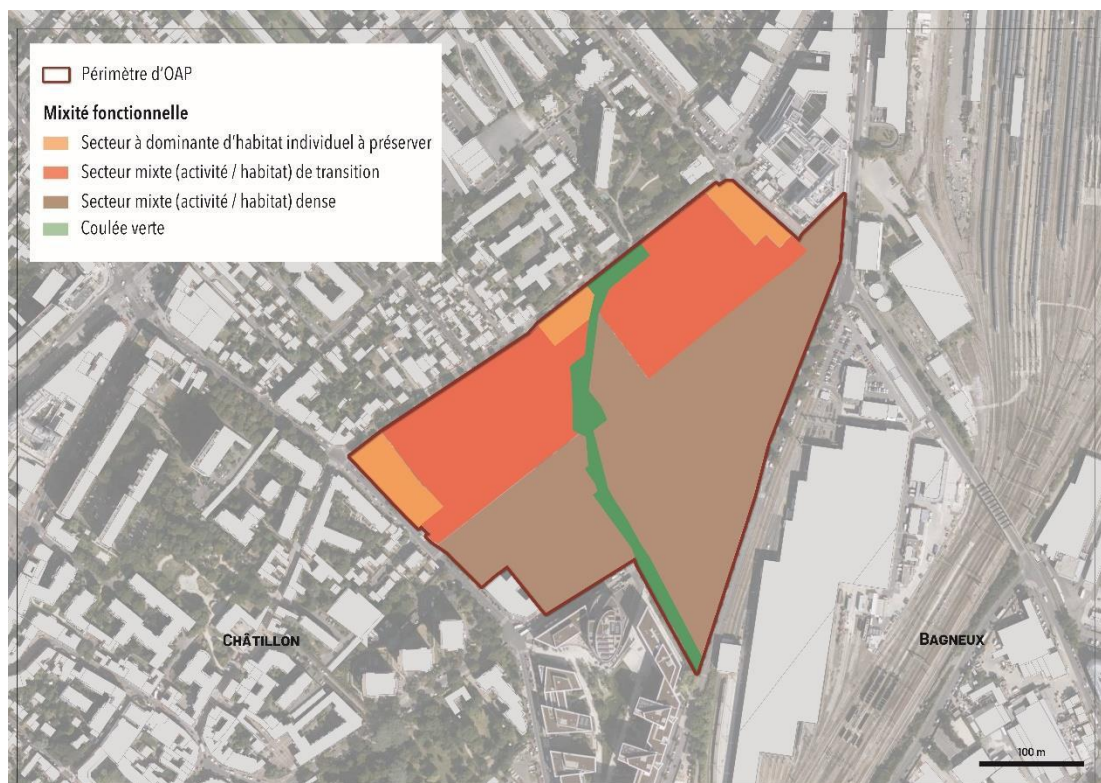 Périmètre d’OAP
Mixité fonctionnelle
Secteur à dominante d’habitat individuel à préserver
Secteur mixte (activité / habitat) de transition
Secteur mixte (activité / habitat) dense
Coulée verte
CHÂTILLON
BAGNEUX
100 m